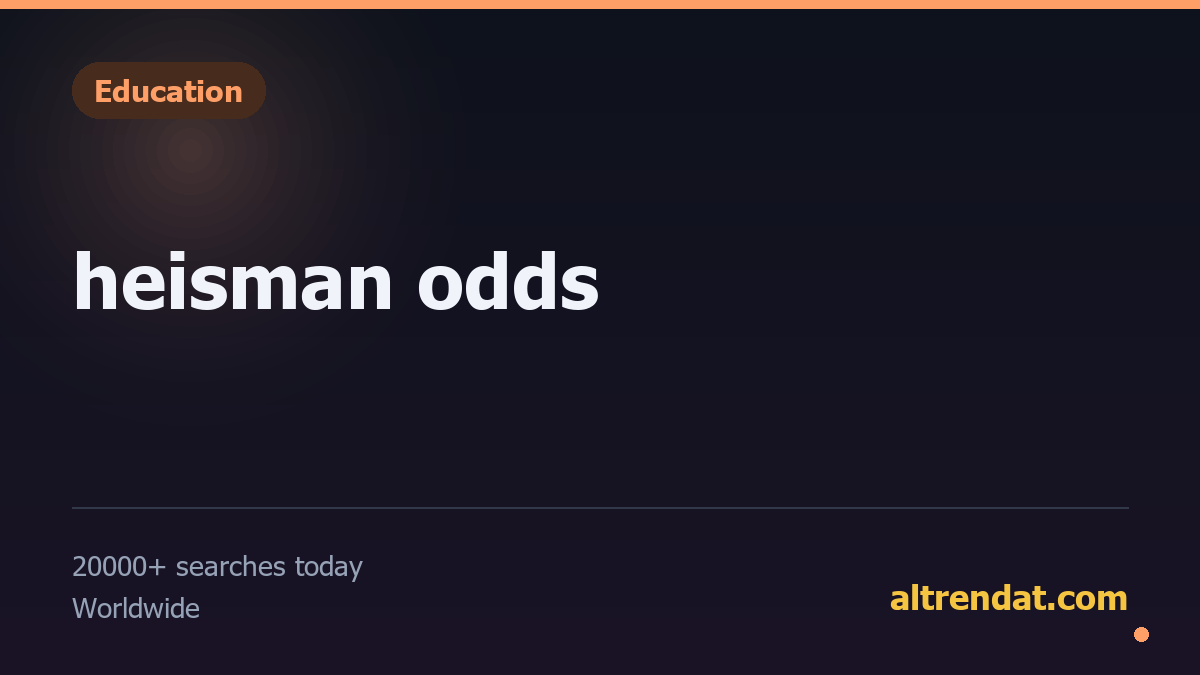 Education
heisman odds
20000+ searches today
Worldwide
altrendat.com